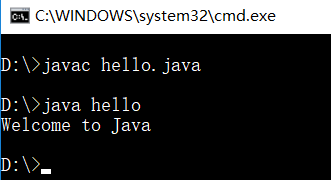 C:\WINDOWS\system32\cmd.exe
D:\>javac hello.java
D:\>java hello
Welcome to Java
D:\>